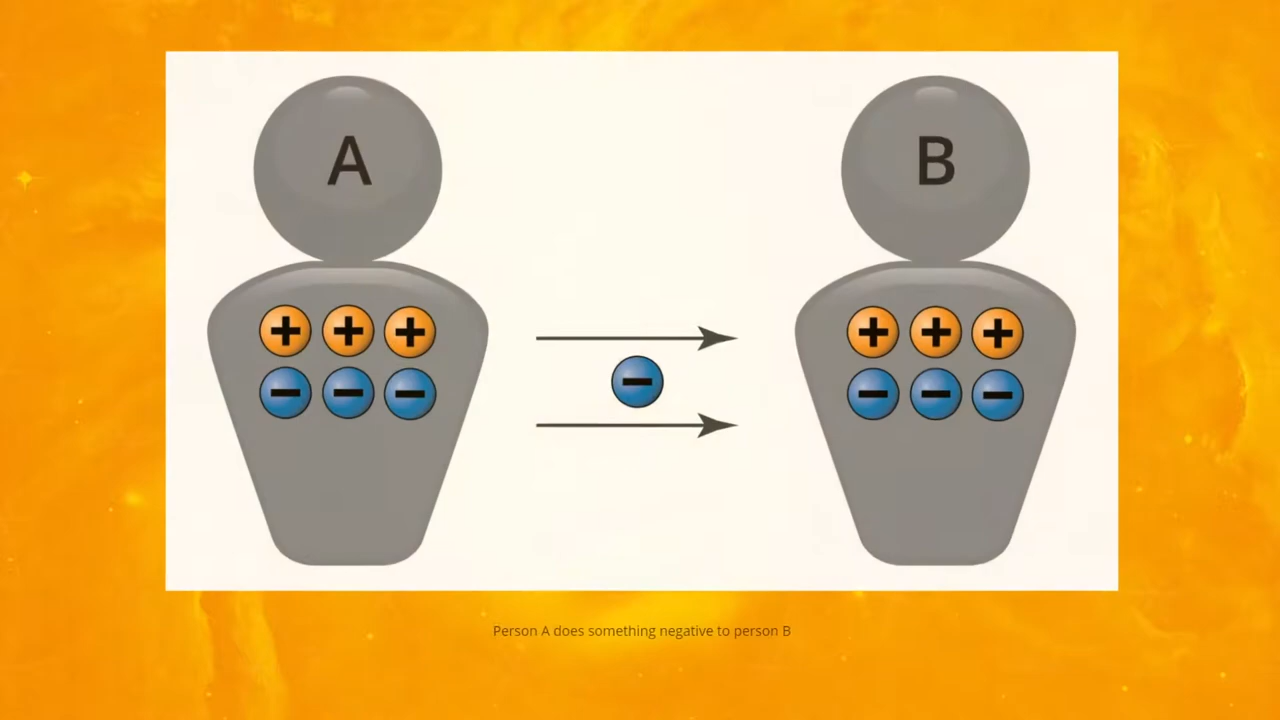 A
B
+ + +
- - -
-
+ + +
- - -
Person A does something negative to person B